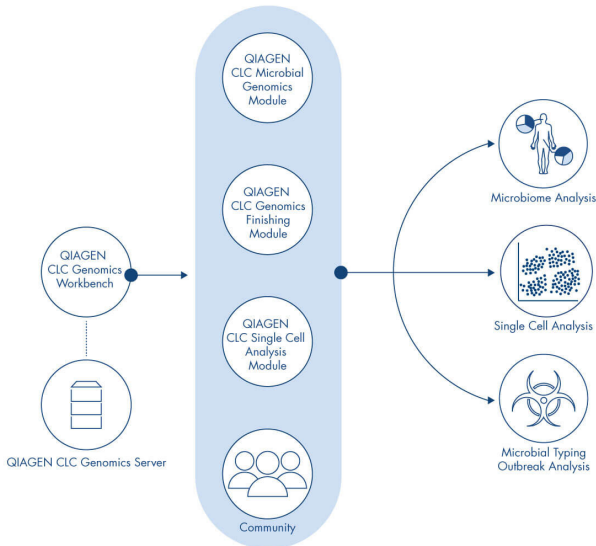 QIAGEN
CLC Genomics
Workbench
QIAGEN CLC Genomics Server
QIAGEN
CLC Microbial
Genomics
Module
QIAGEN
CLC Genomics
Finishing
Module
QIAGEN
CLC Single Cell
Analysis
Module
Community
Microbiome Analysis
Single Cell Analysis
Microbial Typing
Outbreak Analysis